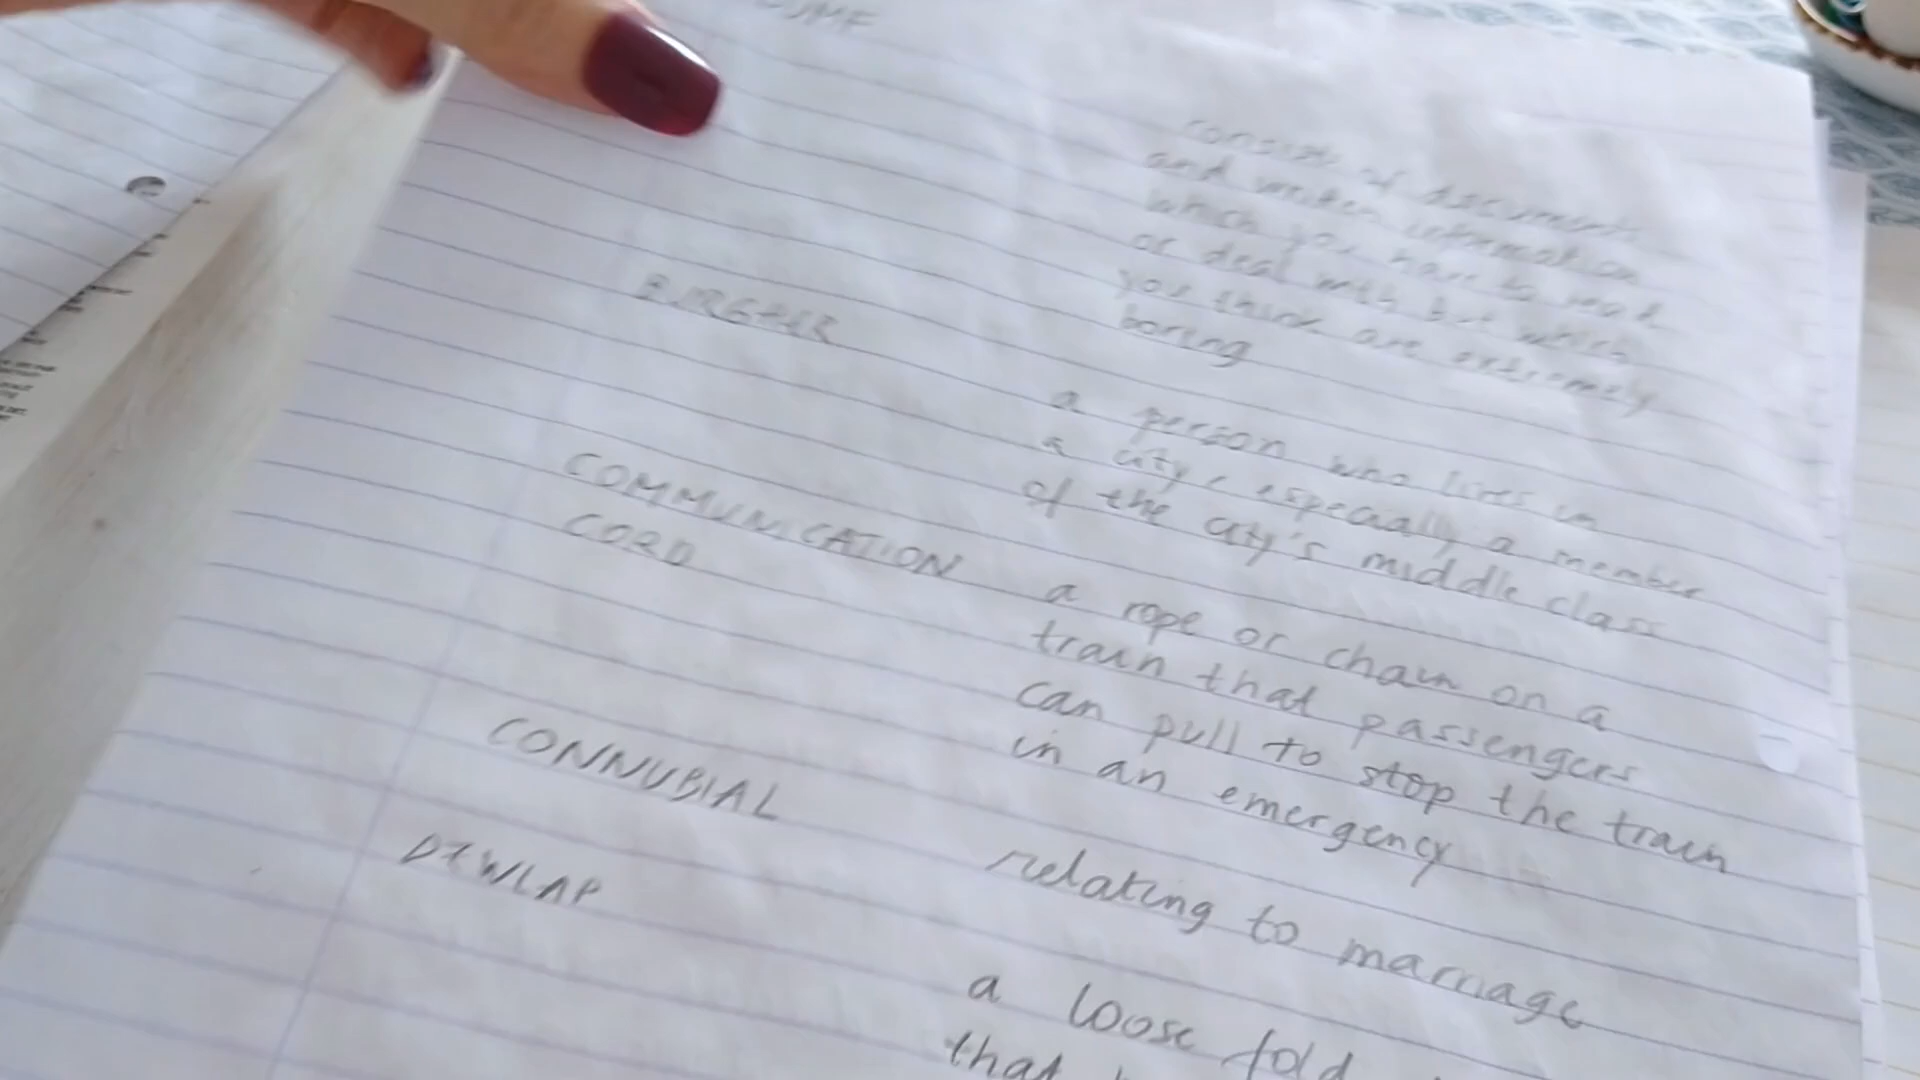 consists of documents
and written information
which you have to read
or deal with but which
you think are extremely
boring
BURGHER
a person who lives in
a city, especially a member
of the city's middle class
COMMUNICATION
CORD
a rope or chain on a
train that passengers
can pull to stop the train
in an emergency
CONNUBIAL
relating to marriage
DEWLAP
a loose fold
that